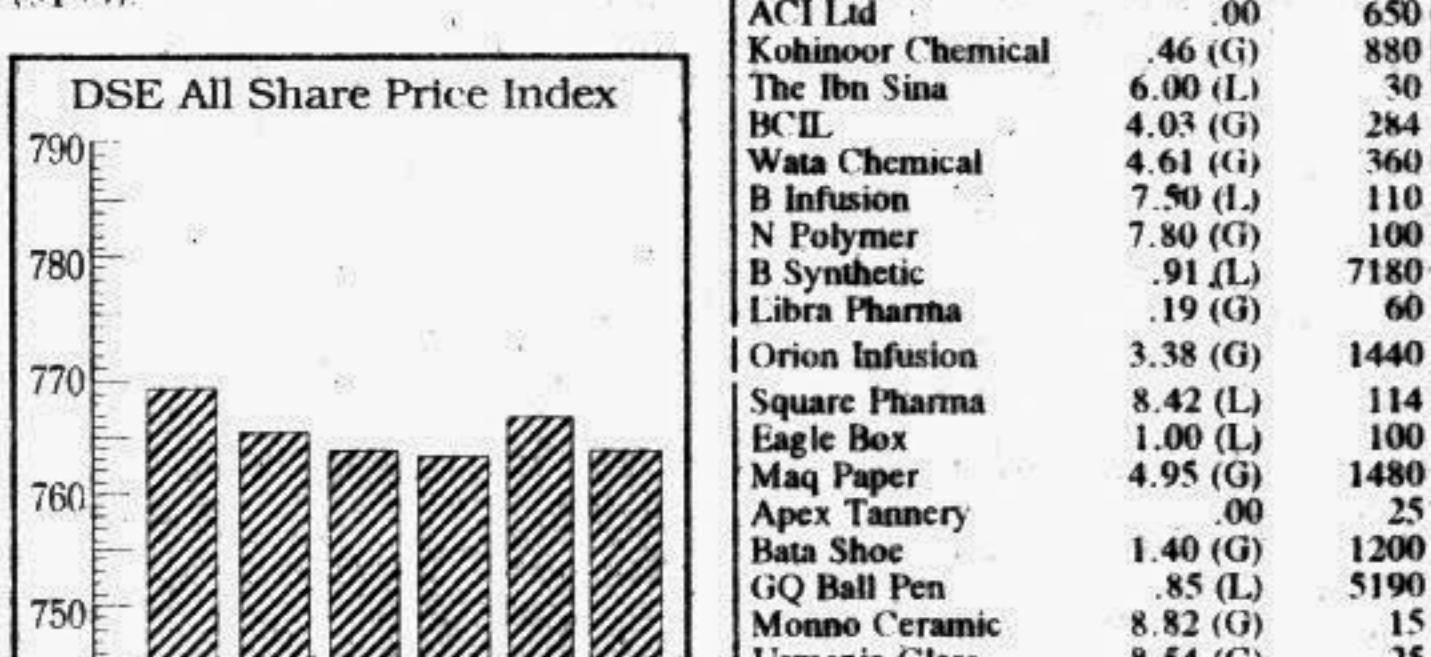 DSE All Share Price Index
790
780
770
760
750
ACI Ltd .00 650
Kohinoor Chemical .46 (G) 880
The Ibn Sina 6.00 (L) 30
BCIL 4.03 (G) 284
Wata Chemical 4.61 (G) 360
B Infusion 7.50 (L) 110
N Polymer 7.80 (G) 100
B Synthetic .91 (L) 7180
Libra Pharma .19 (G) 60
Orion Infusion 3.38 (G) 1440
Square Pharma 8.42 (L) 114
Eagle Box 1.00 (L) 100
Maq Paper 4.95 (G) 1480
Apex Tannery .00 25
Bata Shoe 1.40 (G) 1200
GQ Ball Pen .85 (L) 5190
Monno Ceramic 8.82 (G) 15